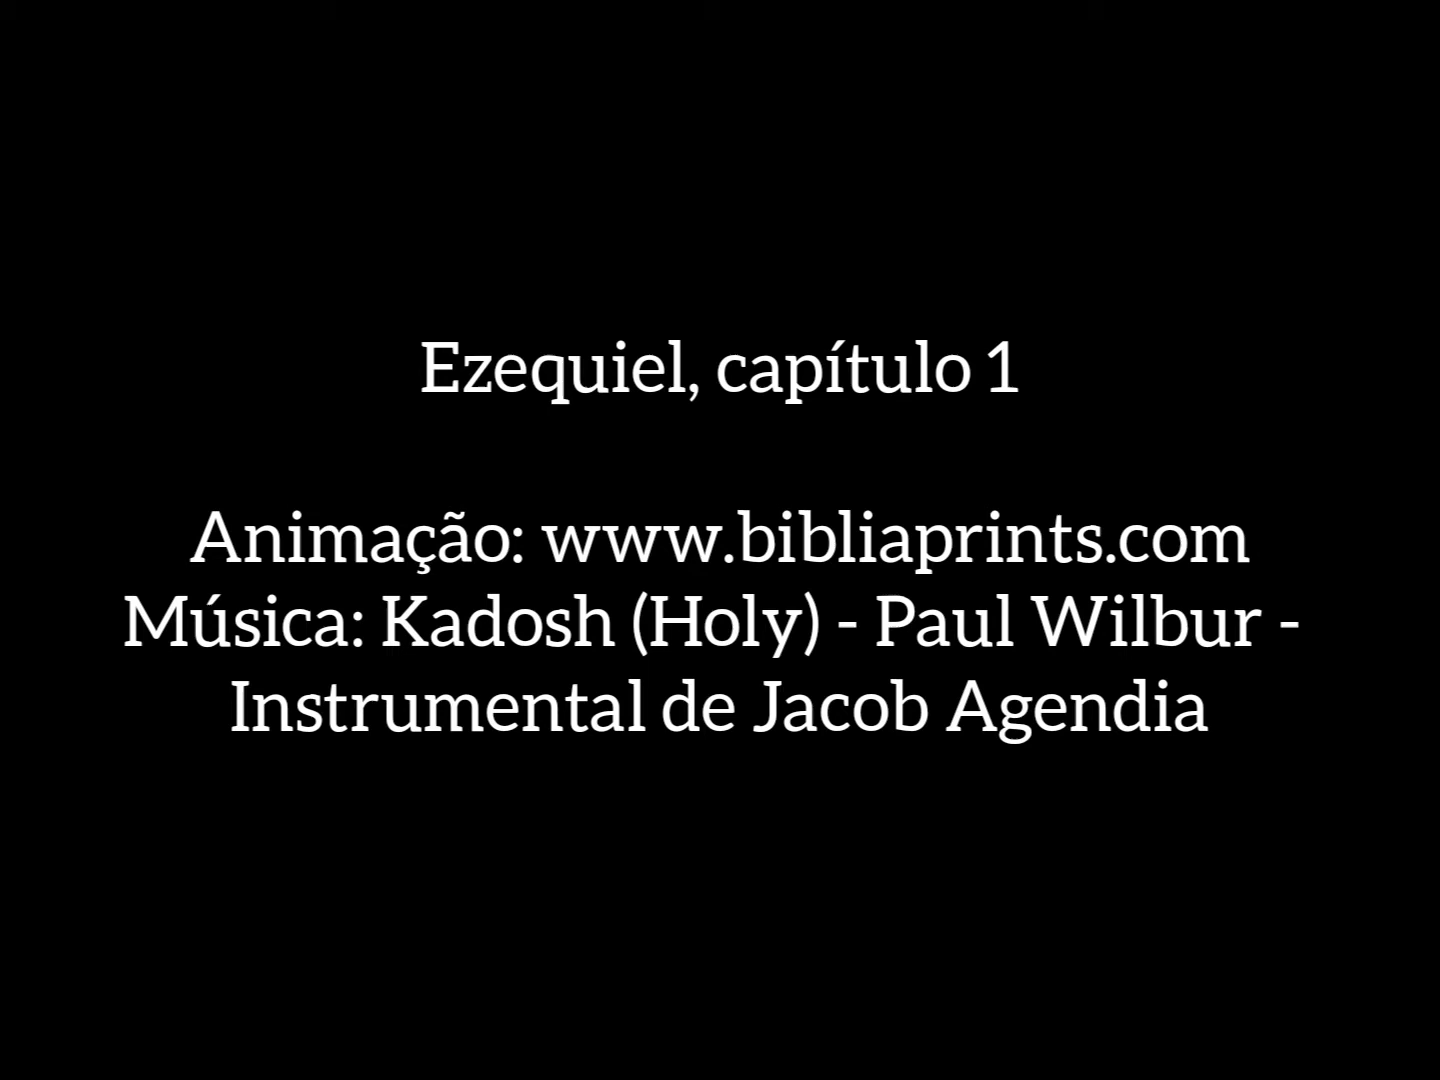 Ezequiel, capítulo 1
Animação: www.bibliaprints.com
Música: Kadosh (Holy) - Paul Wilbur -
Instrumental de Jacob Agendia